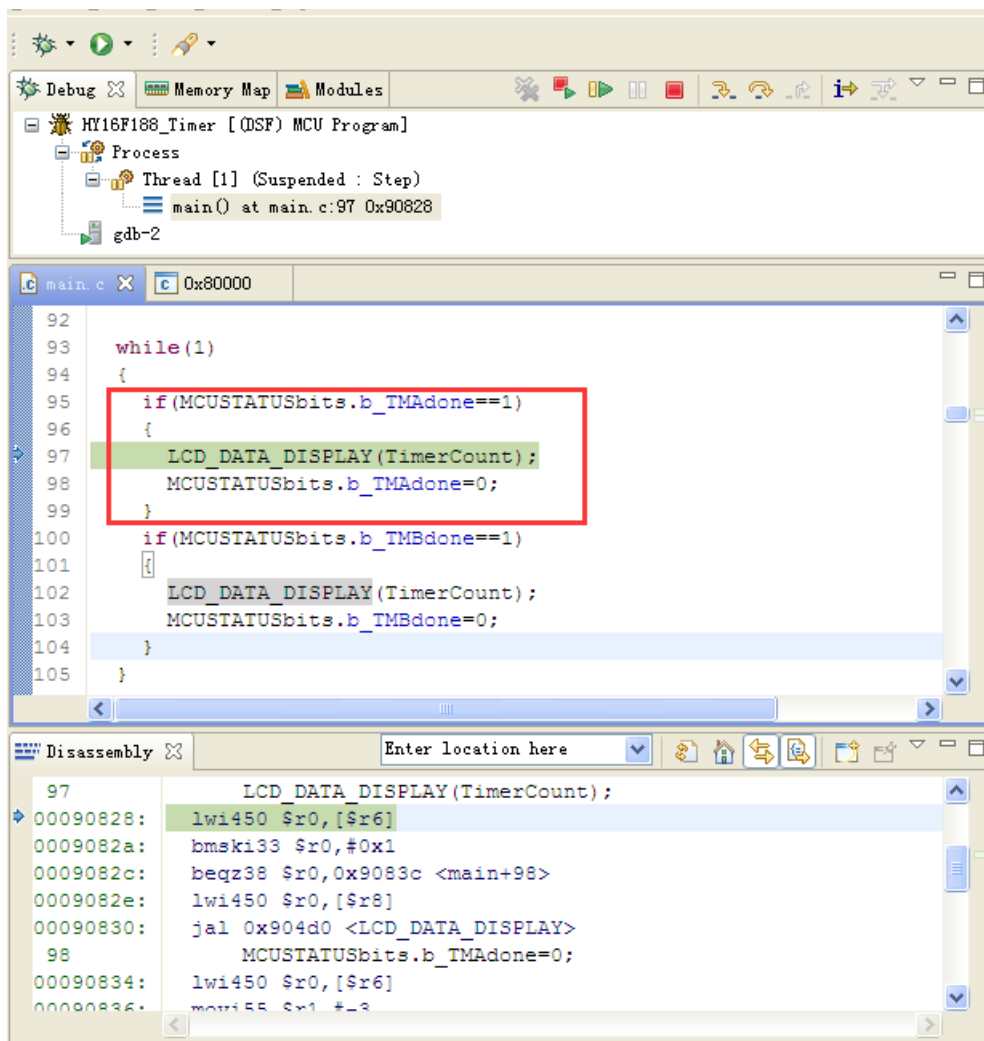 Debug Memory Map Modules
HY16F188_Timer [(DSF) MCU Program]
Process
Thread [1] (Suspended : Step)
main() at main.c:97 0x90828
gdb-2
main.c 0x80000
92
93 while(1)
94 {
95 if(MCUSTATUSbits.b_TMAdone==1)
96 {
97 LCD_DATA_DISPLAY(TimerCount);
98 MCUSTATUSbits.b_TMAdone=0;
99 }
100 if(MCUSTATUSbits.b_TMBdone==1)
101 {
102 LCD_DATA_DISPLAY(TimerCount);
103 MCUSTATUSbits.b_TMBdone=0;
104 }
105 }
Disassembly Enter location here
97 LCD_DATA_DISPLAY(TimerCount);
00090828: lwi450 $r0,[$r6]
0009082a: bmski33 $r0,#0x1
0009082c: beqz38 $r0,0x9083c <main+98>
0009082e: lwi450 $r0,[$r8]
00090830: jal 0x904d0 <LCD_DATA_DISPLAY>
98 MCUSTATUSbits.b_TMAdone=0;
00090834: lwi450 $r0,[$r6]
00090836: movi55 $r1,#-3